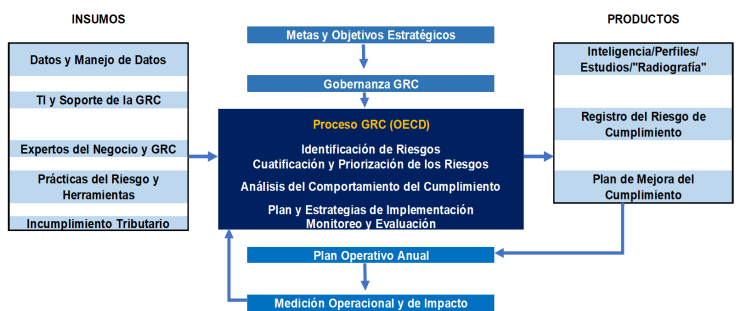 INSUMOS
Datos y Manejo de Datos
TI y Soporte de la GRC
Expertos del Negocio y GRC
Prácticas del Riesgo y
Herramientas
Incumplimiento Tributario
Metas y Objetivos Estratégicos
Gobernanza GRC
Proceso GRC (OECD)
Identificación de Riesgos
Cuatificación y Priorización de los Riesgos
Análisis del Comportamiento del Cumplimiento
Plan y Estrategias de Implementación
Monitoreo y Evaluación
Plan Operativo Anual
Medición Operacional y de Impacto
PRODUCTOS
Inteligencia/Perfiles/
Estudios/"Radiografía"
Registro del Riesgo de
Cumplimiento
Plan de Mejora del
Cumplimiento